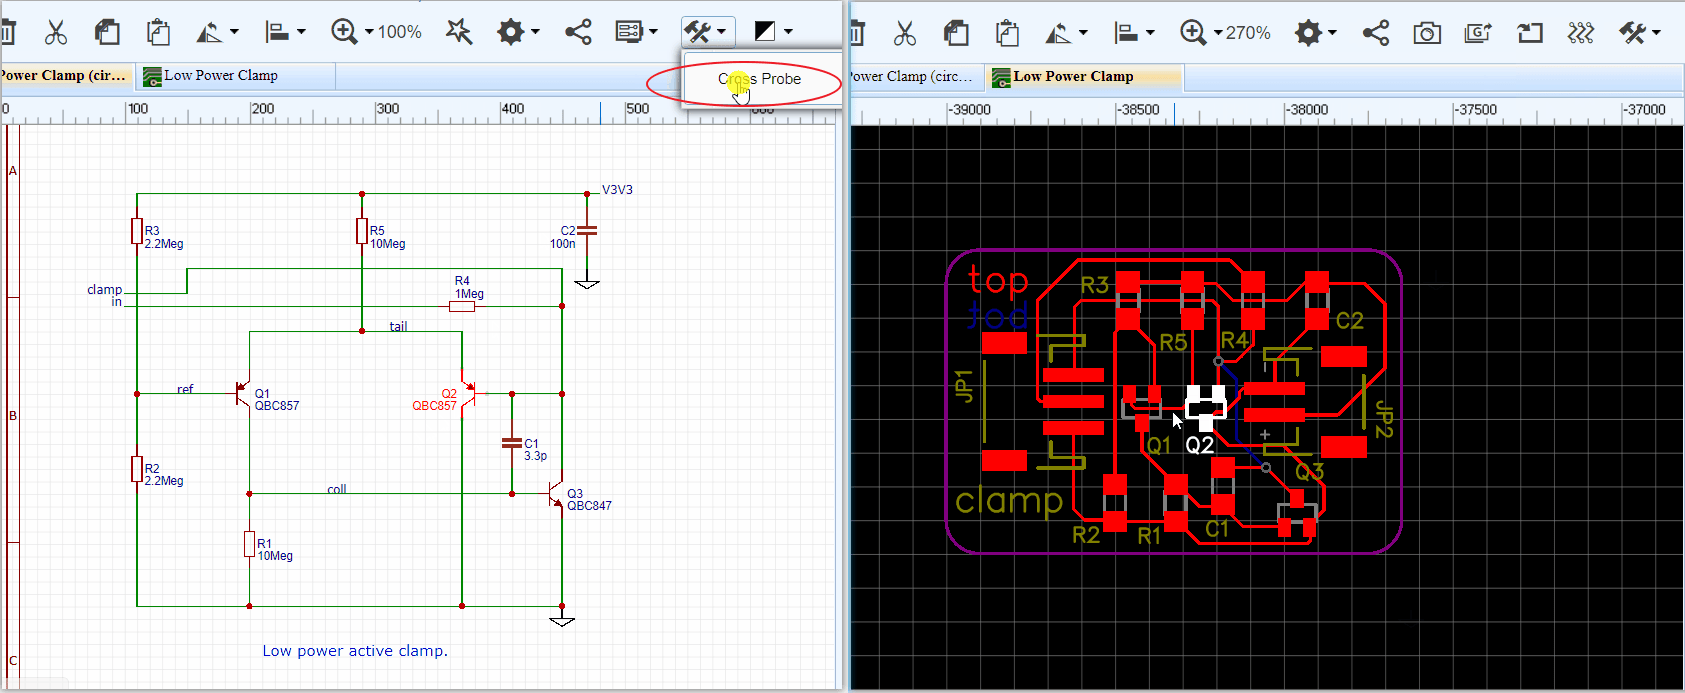 100%
Power Clamp (cir...
Low Power Clamp
Cross Probe
0
100
200
300
400
500
600
A
B
C
V3V3
R3
2.2Meg
R5
10Meg
C2
100n
clamp
in
R4
1Meg
tail
ref
Q1
QBC857
Q2
QBC857
C1
3.3p
R2
2.2Meg
coll
Q3
QBC847
R1
10Meg
Low power active clamp.
270%
G
Power Clamp (circ...
Low Power Clamp
-39000
-38500
-38000
-37500
-37000
top
bot
R3
R5
R4
C2
JP1
JP2
Q1
Q2
Q3
clamp
R2
R1
C1
+